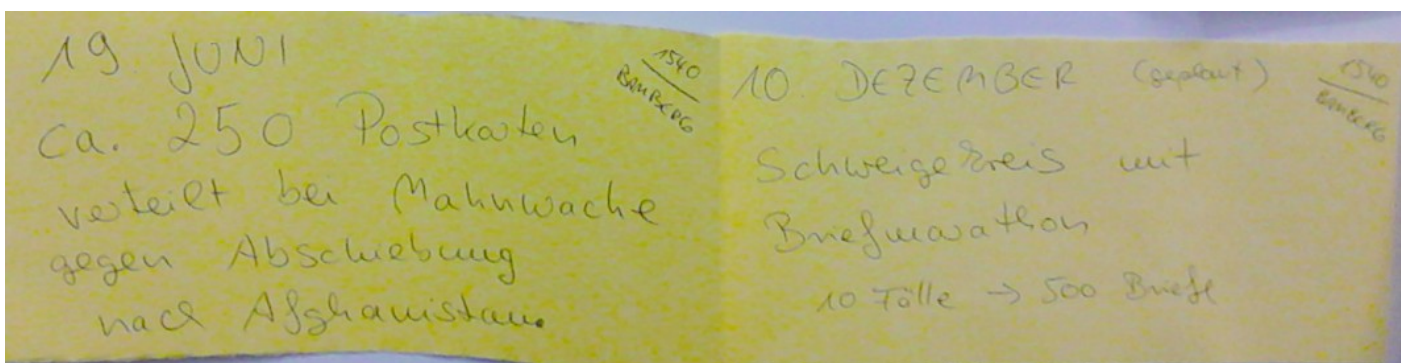 19 JUNI
1540
BAMBERG
ca. 250 Postkarten
verteilt bei Mahnwache
gegen Abschiebung
nach Afghanistan.
10. DEZEMBER (geplant)
1540
BAMBERG
Schweigekreis mit
Briefmarathon
10 Fälle → 500 Briefe